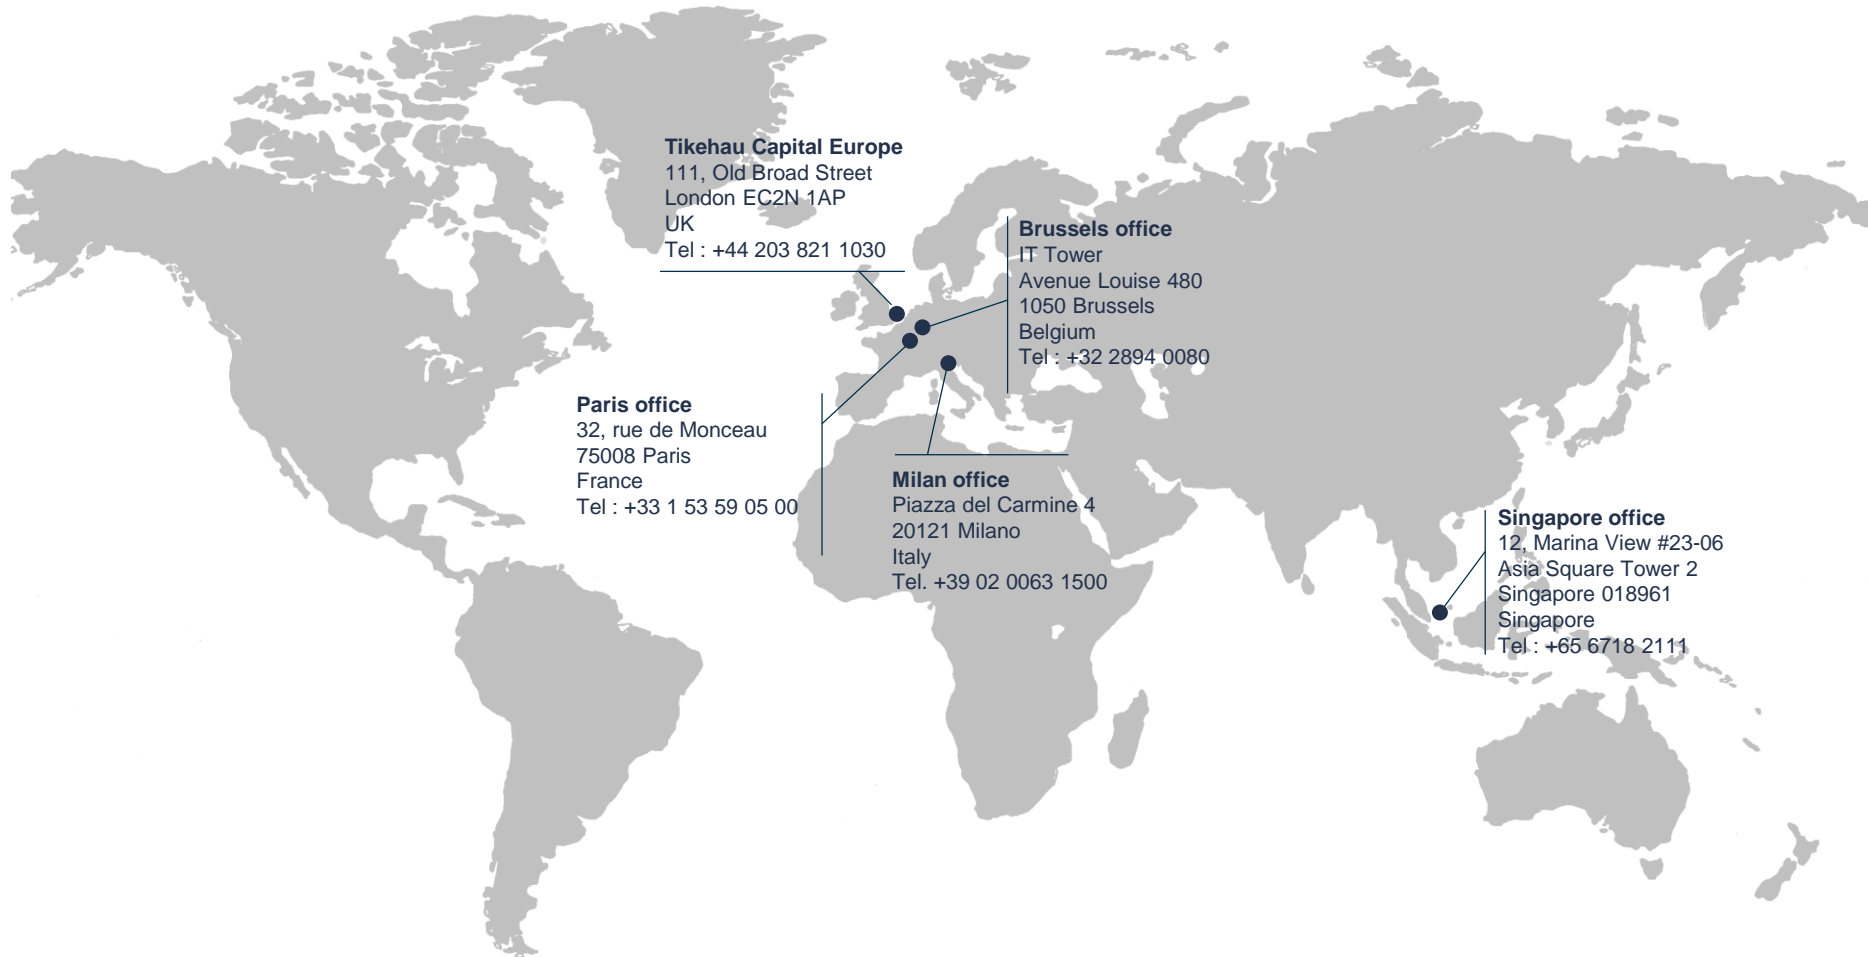 Tikehau Capital Europe
111, Old Broad Street
London EC2N 1AP
UK
Tel : +44 203 821 1030
Brussels office
IT Tower
Avenue Louise 480
1050 Brussels
Belgium
Tel : +32 2894 0080
Paris office
32, rue de Monceau
75008 Paris
France
Tel : +33 1 53 59 05 00
Milan office
Piazza del Carmine 4
20121 Milano
Italy
Tel. +39 02 0063 1500
Singapore office
12, Marina View #23-06
Asia Square Tower 2
Singapore 018961
Singapore
Tel : +65 6718 2111